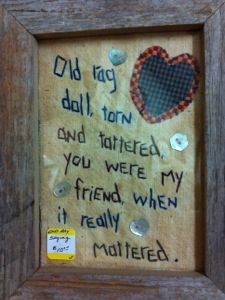 Old rag
doll, torn
and tattered,
you were my
friend, when
it really
mattered.